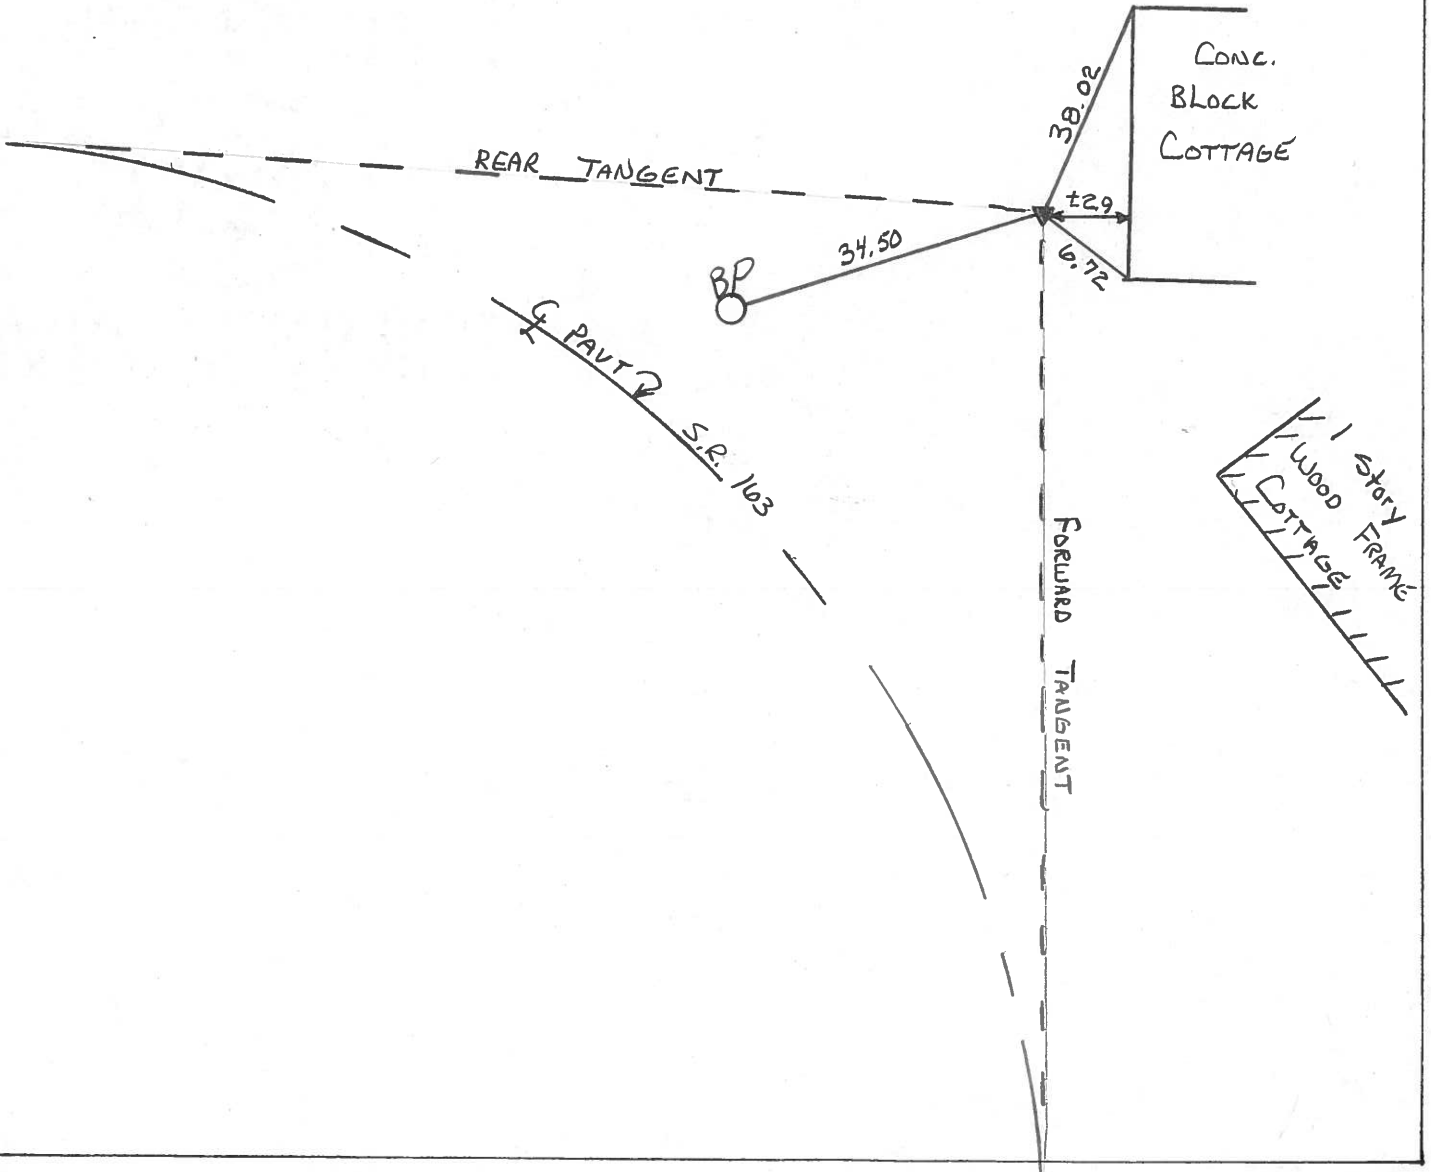 CONC.
BLOCK
COTTAGE
38.02
REAR TANGENT
±2.9
34.50
6.72
BP
℄ PAVT
S.R. 163
1 Story
WOOD FRAME
COTTAGE
FORWARD TANGENT